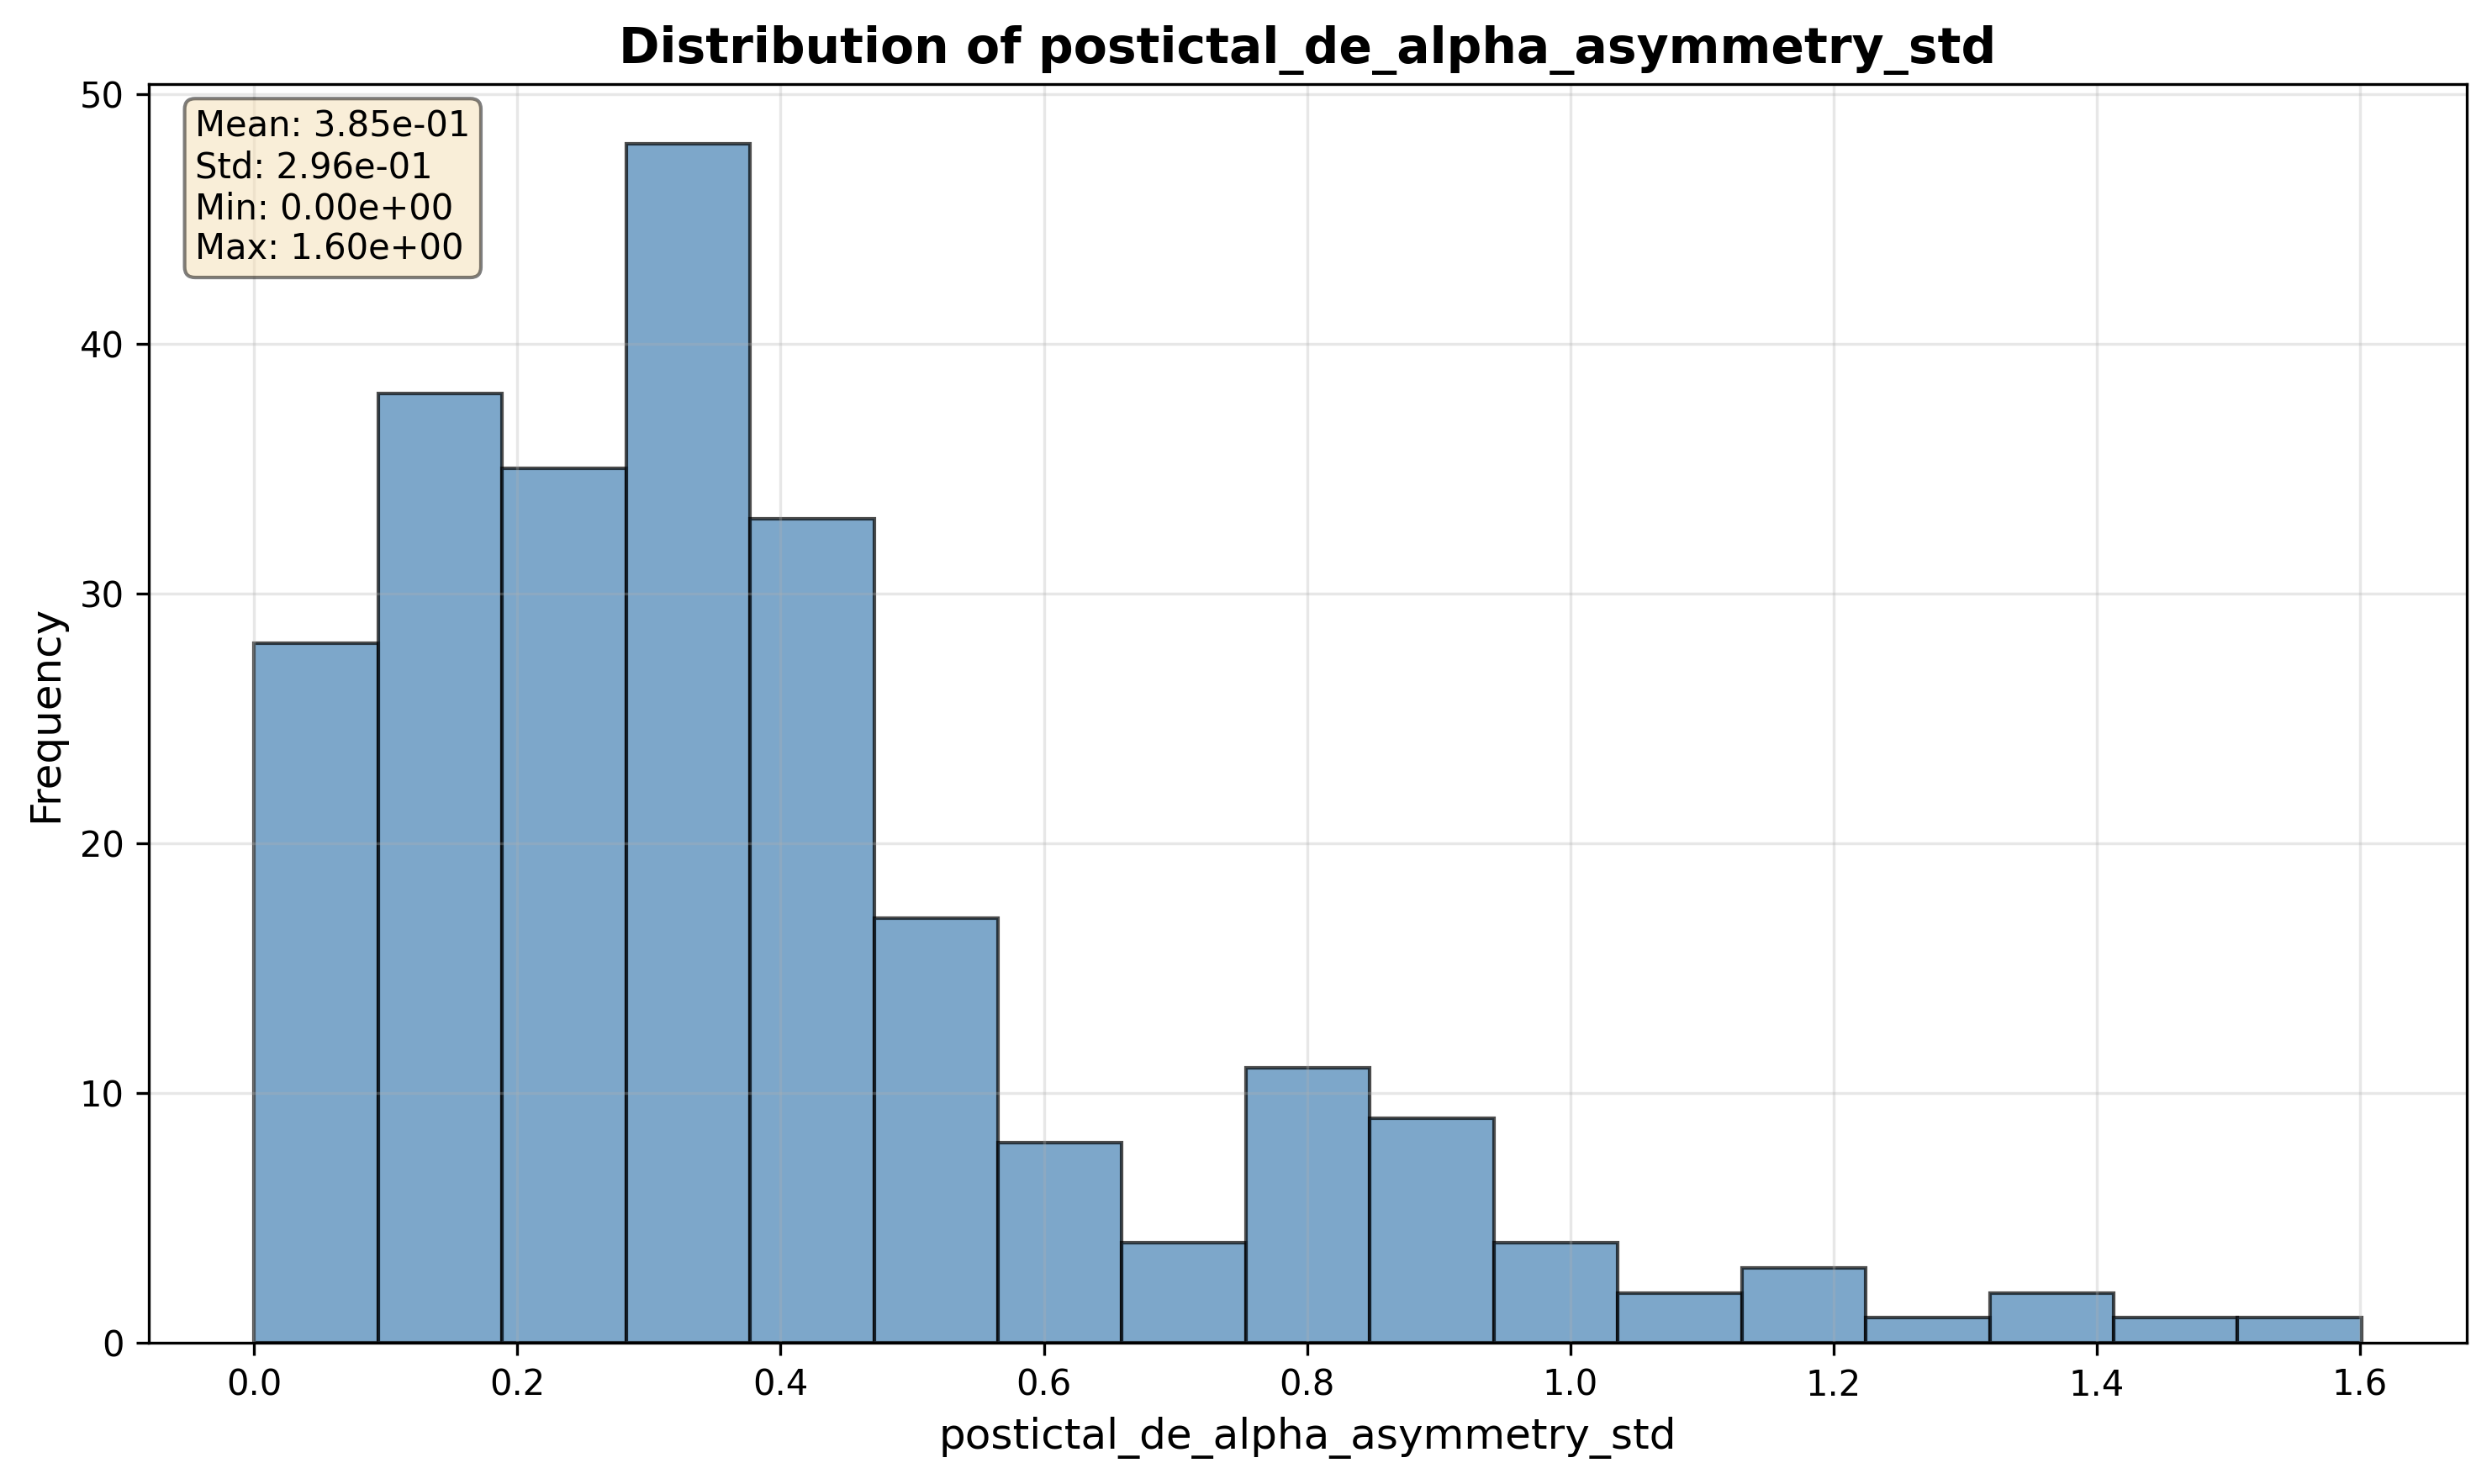 Distribution of postictal_de_alpha_asymmetry_std
Mean: 3.85e-01
Std: 2.96e-01
Min: 0.00e+00
Max: 1.60e+00
50
40
30
20
10
0
Frequency
0.0 0.2 0.4 0.6 0.8 1.0 1.2 1.4 1.6
postictal_de_alpha_asymmetry_std